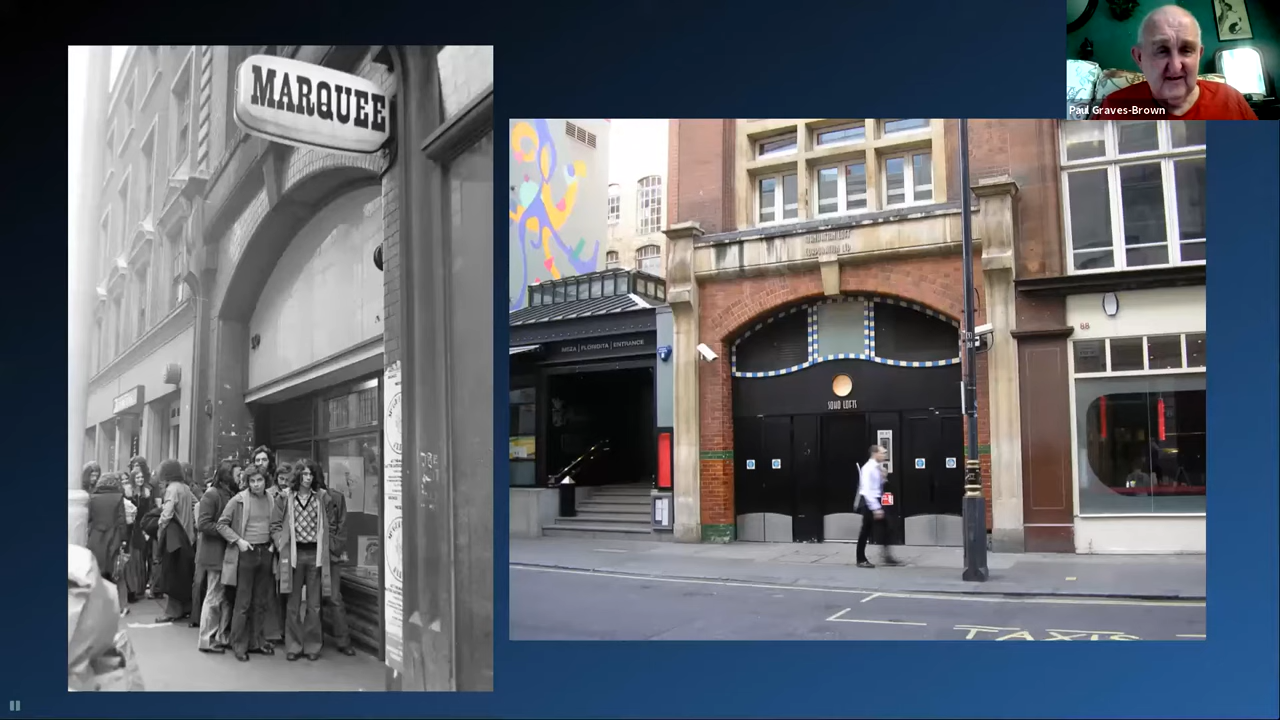 MARQUEE
Paul Graves-Brown
MEZA | FLORIDITA | ENTRANCE
SOHO LOFTS
88
TAXIS